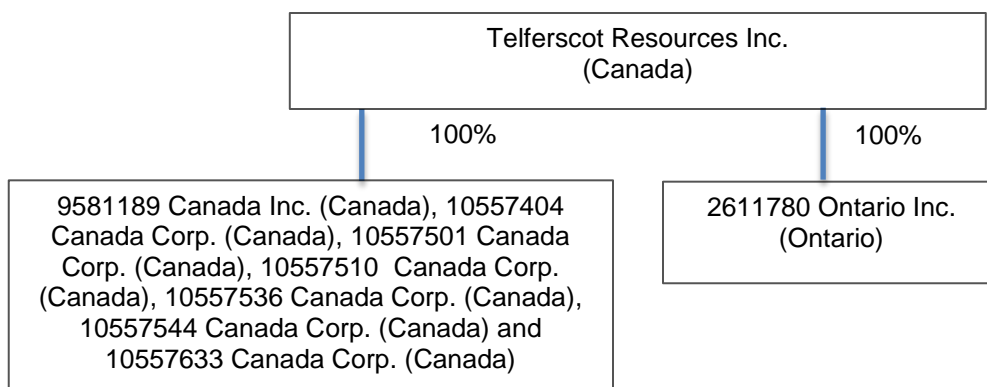 Telferscot Resources Inc.
(Canada)
100%
100%
9581189 Canada Inc. (Canada), 10557404
Canada Corp. (Canada), 10557501 Canada
Corp. (Canada), 10557510  Canada Corp.
(Canada), 10557536 Canada Corp. (Canada),
10557544 Canada Corp. (Canada) and
10557633 Canada Corp. (Canada)
2611780 Ontario Inc.
(Ontario)